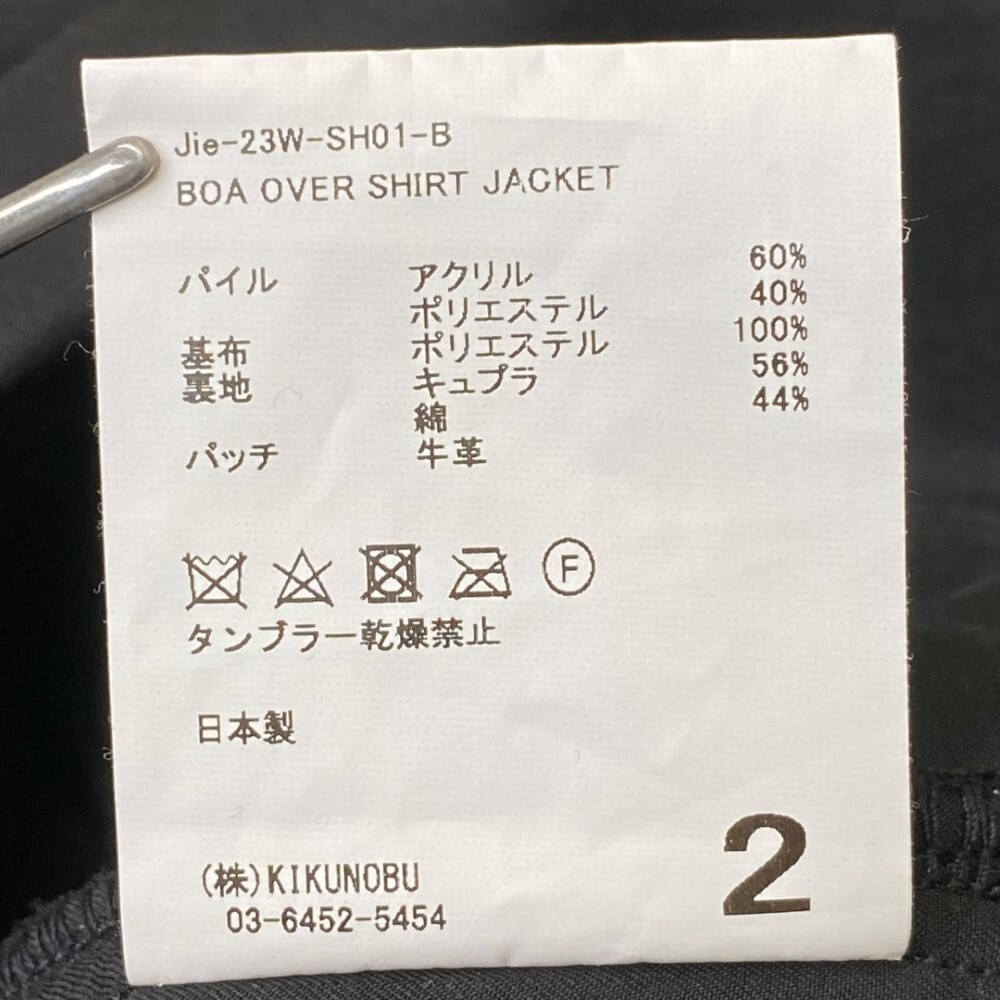 Jie-23W-SH01-B
BOA OVER SHIRT JACKET
パイル アクリル 60%
ポリエステル 40%
基布 ポリエステル 100%
裏地 キュプラ 56%
綿 44%
パッチ 牛革
F
タンブラー乾燥禁止
日本製
2
(株)KIKUNOBU
03-6452-5454